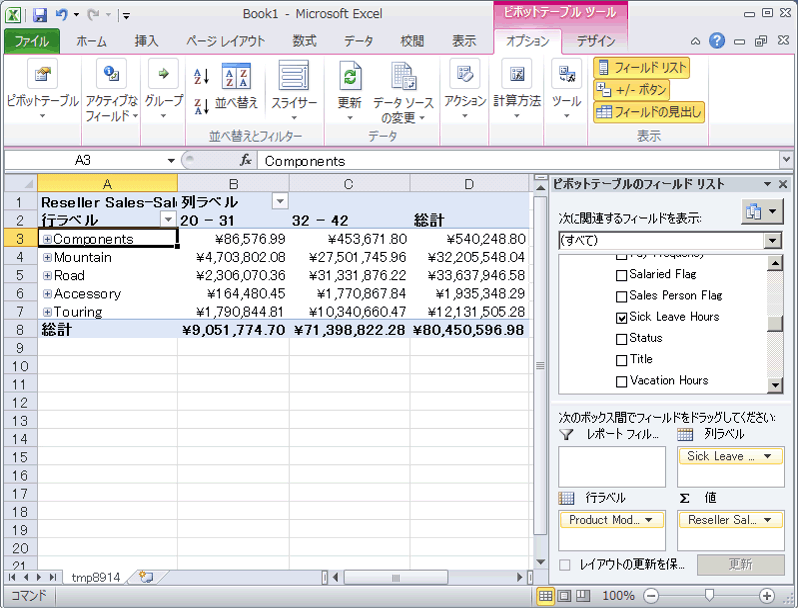 Book1 - Microsoft Excel
ピボットテーブル ツール
ファイル ホーム 挿入 ページ レイアウト 数式 データ 校閲 表示 オプション デザイン
ピボットテーブル
アクティブな
フィールド
グループ
並べ替え
スライサー
更新
データ ソース
の変更
アクション
計算方法
ツール
フィールド リスト
+/- ボタン
フィールドの見出し
並べ替えとフィルター
データ
表示
A3
fx
Components
A B C D
1 Reseller Sales-Sal 列ラベル
2 行ラベル 20 - 31 32 - 42 総計
3 Components ¥86,576.99 ¥453,671.80 ¥540,248.80
4 Mountain ¥4,703,802.08 ¥27,501,745.96 ¥32,205,548.04
5 Road ¥2,306,070.36 ¥31,331,876.22 ¥33,637,946.58
6 Accessory ¥164,480.45 ¥1,770,867.84 ¥1,935,348.29
7 Touring ¥1,790,844.81 ¥10,340,660.47 ¥12,131,505.28
8 総計 ¥9,051,774.70 ¥71,398,822.28 ¥80,450,596.98
9
10
11
12
13
14
15
16
17
18
19
20
21
ピボットテーブルのフィールド リスト
次に関連するフィールドを表示:
(すべて)
Pay Frequency
Salaried Flag
Sales Person Flag
Sick Leave Hours
Status
Title
Vacation Hours
次のボックス間でフィールドをドラッグしてください:
レポート フィル...
列ラベル
Sick Leave ...
行ラベル
Σ 値
Product Mod...
Reseller Sal...
レイアウトの更新を保...
更新
tmp8914
コマンド
100%